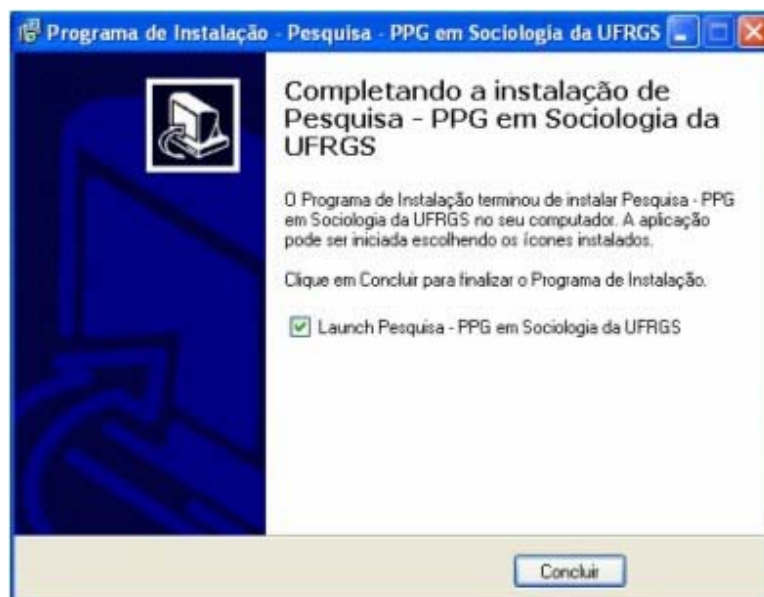 Programa de Instalação - Pesquisa - PPG em Sociologia da UFRGS
Completando a instalação de
Pesquisa - PPG em Sociologia da
UFRGS
O Programa de Instalação terminou de instalar Pesquisa - PPG
em Sociologia da UFRGS no seu computador. A aplicação
pode ser iniciada escolhendo os ícones instalados.
Clique em Concluir para finalizar o Programa de Instalação.
Launch Pesquisa - PPG em Sociologia da UFRGS
Concluir